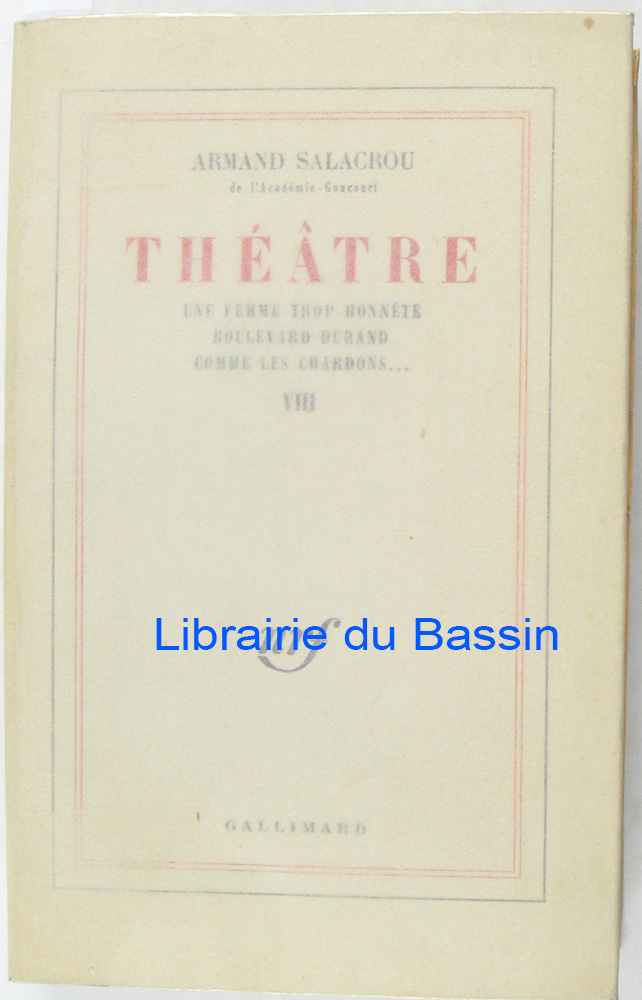 ARMAND SALACROU
de l'Académie Goncourt
THÉÂTRE
UNE FEMME TROP HONNÊTE
BOULEVARD DURAND
COMME LES CHARDONS...
VIII
nrf
Librairie du Bassin
GALLIMARD